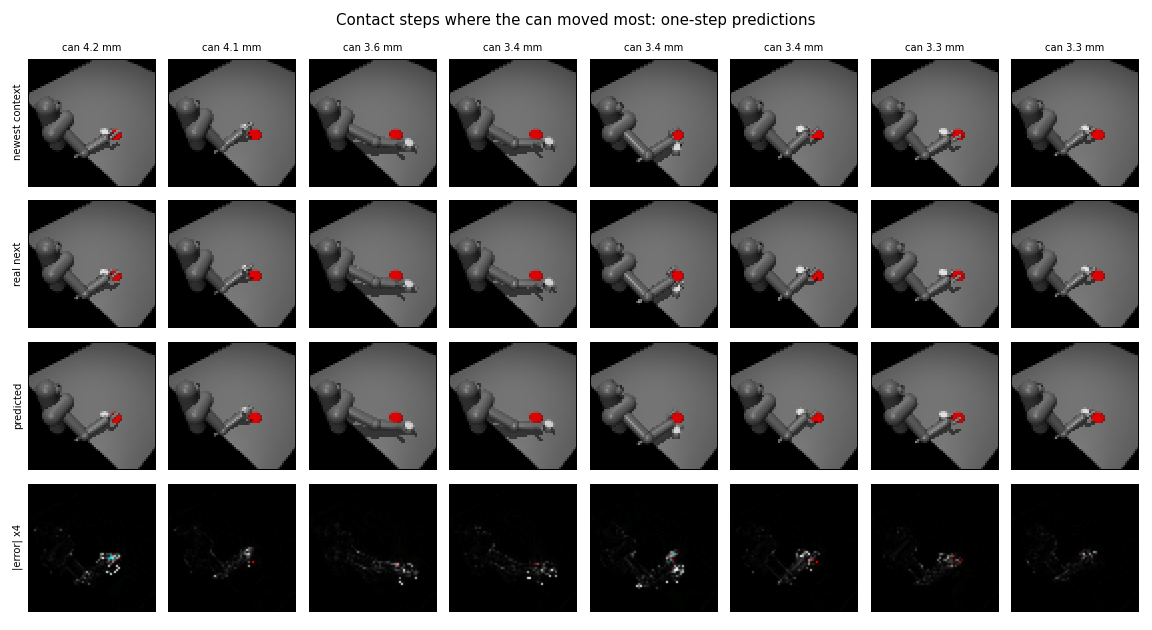 Contact steps where the can moved most: one-step predictions
can 4.2 mm
can 4.1 mm
can 3.6 mm
can 3.4 mm
can 3.4 mm
can 3.4 mm
can 3.3 mm
can 3.3 mm
newest context
real next
predicted
|error| x4